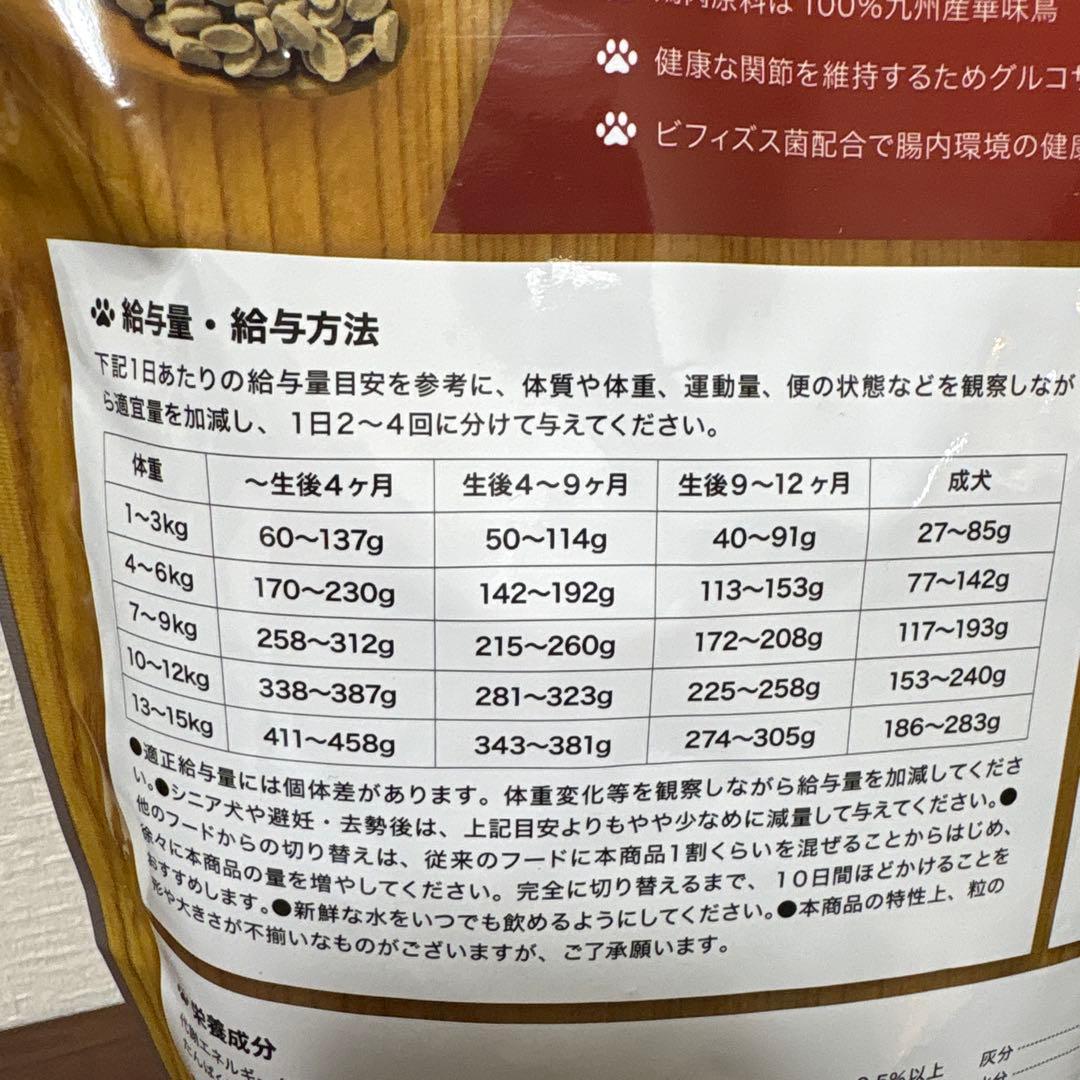 鶏肉原料は100%九州産華味鳥
健康な関節を維持するためグルコサ
ビフィズス菌配合で腸内環境の健康
給与量・給与方法
下記1日あたりの給与量目安を参考に、体質や体重、運動量、便の状態などを観察しなが
ら適宜量を加減し、1日2〜4回に分けて与えてください。
体重 〜生後4ヶ月 生後4〜9ヶ月 生後9〜12ヶ月 成犬
1〜3kg 60〜137g 50〜114g 40〜91g 27〜85g
4〜6kg 170〜230g 142〜192g 113〜153g 77〜142g
7〜9kg 258〜312g 215〜260g 172〜208g 117〜193g
10〜12kg 338〜387g 281〜323g 225〜258g 153〜240g
13〜15kg 411〜458g 343〜381g 274〜305g 186〜283g
●適正給与量には個体差があります。体重変化等を観察しながら給与量を加減してくださ
い。●シニア犬や避妊・去勢後は、上記目安よりもやや少なめに減量して与えてください。●
他のフードからの切り替えは、従来のフードに本商品1割くらいを混ぜることからはじめ、
徐々に本商品の量を増やしてください。完全に切り替えるまで、10日間ほどかけることを
おすすめします。●新鮮な水をいつでも飲めるようにしてください。●本商品の特性上、粒の
形や大きさが不揃いなものがございますが、ご了承願います。
栄養成分
代謝エネルギー
たんぱく
5%以上
灰分